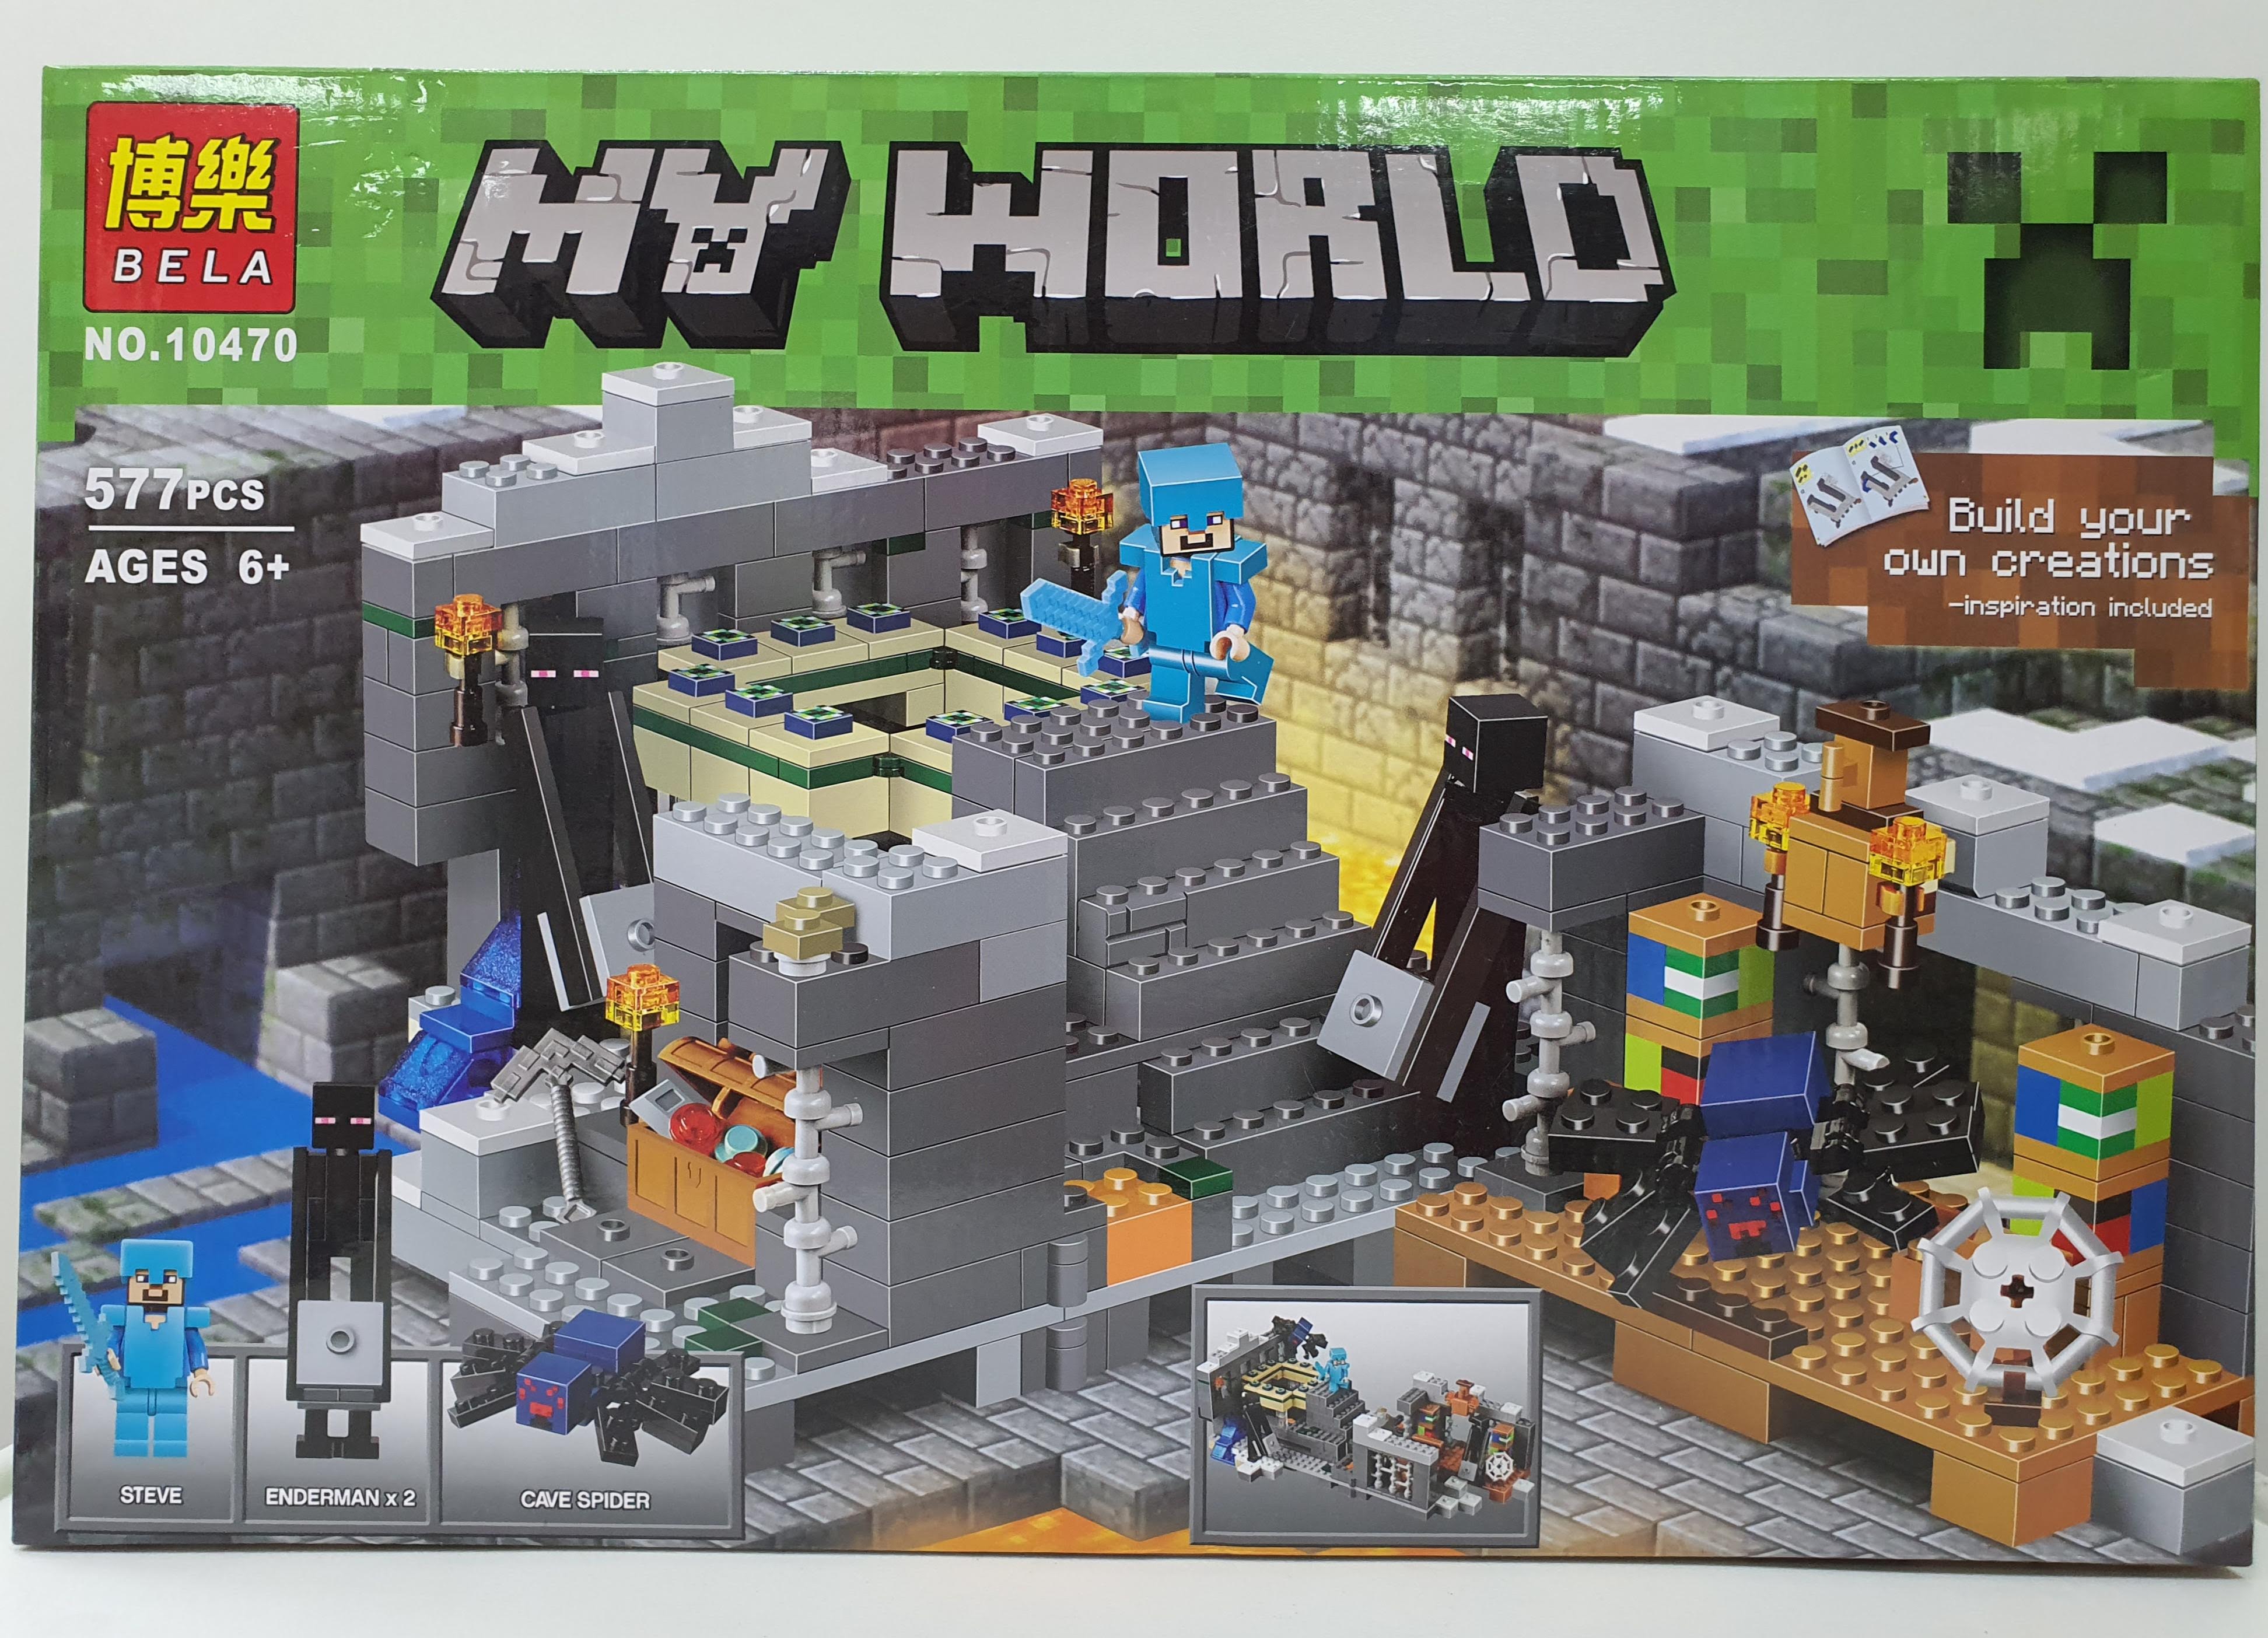 博樂
BELA
NO.10470
MY WORLD
577PCS
AGES 6+
Build your
own creations
-inspiration included
STEVE
ENDERMAN x 2
CAVE SPIDER